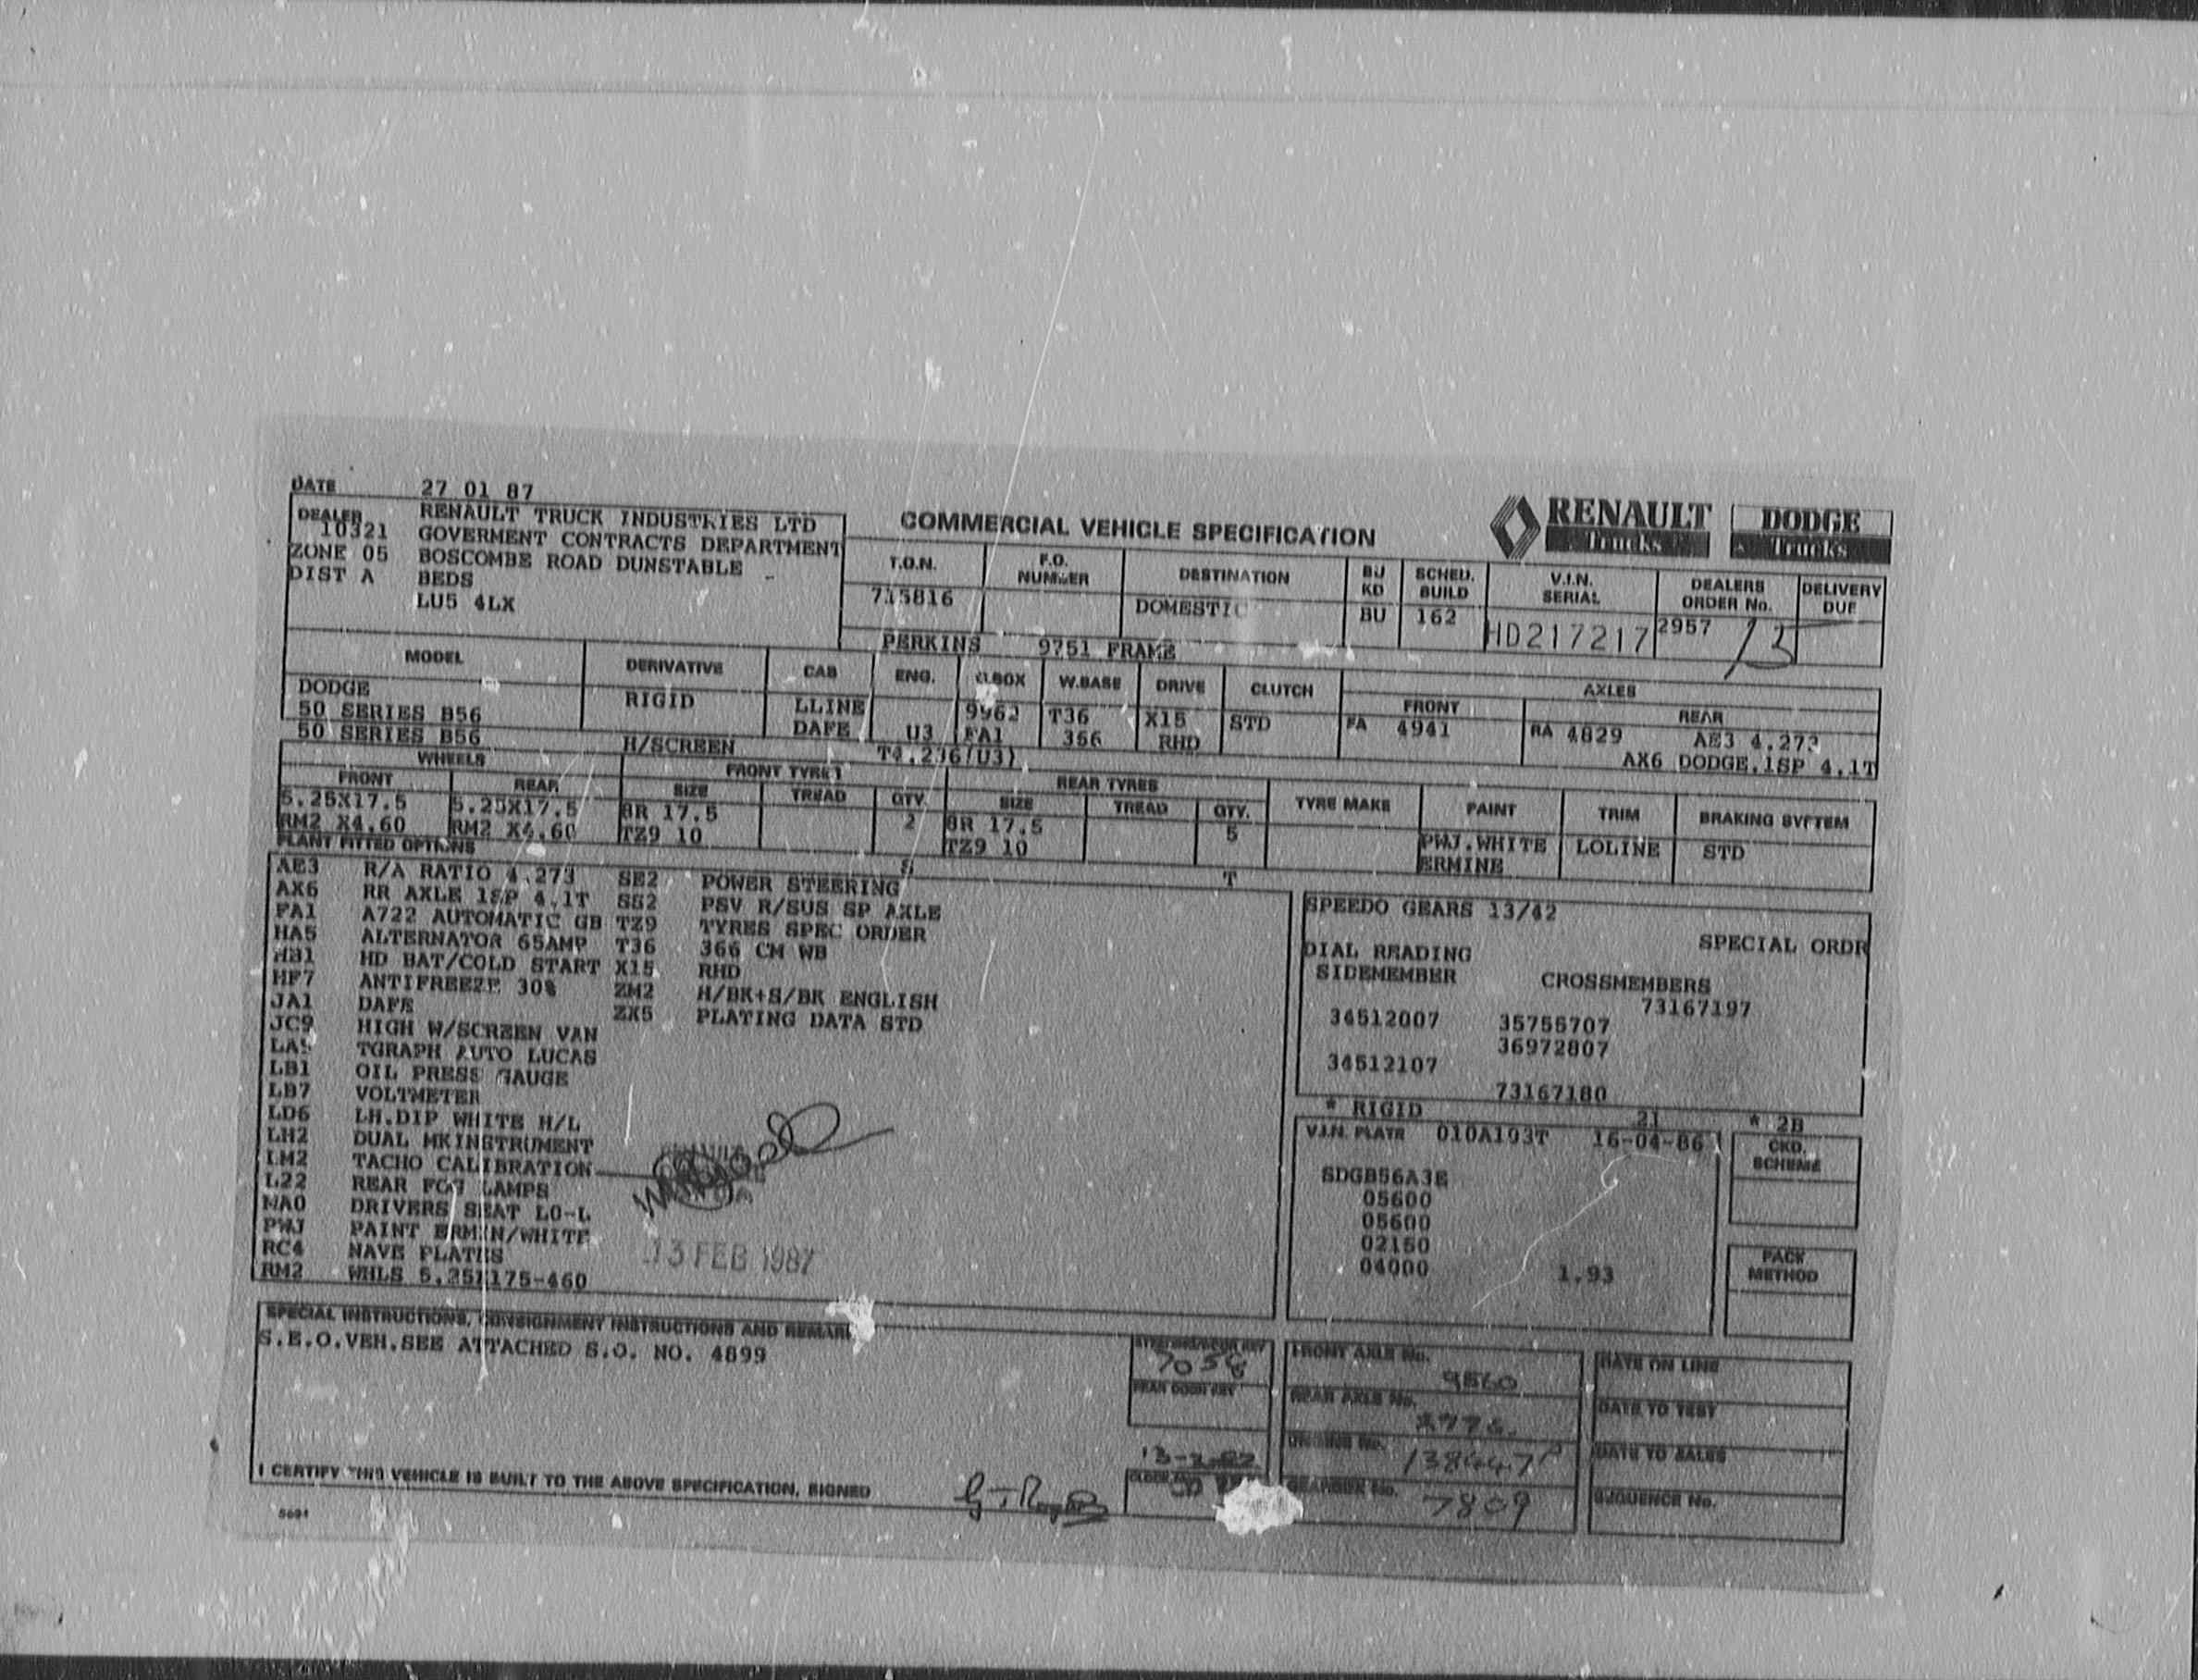 DATE 27 01 87
DEALER RENAULT TRUCK INDUSTRIES LTD
10321 GOVERMENT CONTRACTS DEPARTMENT
ZONE 05 BOSCOMBE ROAD DUNSTABLE
DIST A BEDS
LU5 4LX
COMMERCIAL VEHICLE SPECIFICATION
RENAULT Trucks
DODGE Trucks
T.O.N. F.O. NUMBER DESTINATION BU KD SCHED. BUILD V.I.N. SERIAL DEALERS ORDER No. DELIVERY DUE
715816 DOMESTIC BU 162 HD217217 2957 13
PERKINS 9751 FRAME
MODEL DERIVATIVE CAB ENG. G.BOX W.BASE DRIVE CLUTCH AXLES
FRONT REAR
DODGE RIGID LLINE T36 X15 STD FA 4941 RA 4829 AE3 4.273
50 SERIES B56 DAFE U3 FA1 366 RHD
50 SERIES B56 H/SCREEN T4.236(U3) AX6 DODGE.1SP 4.1T
WHEELS FRONT TYRES REAR TYRES
FRONT REAR SIZE TREAD QTY. SIZE TREAD QTY. TYRE MAKE PAINT TRIM BRAKING SYSTEM
5.25X17.5 5.25X17.5 8R 17.5 2 8R 17.5 5 PWJ.WHITE LOLINE STD
RM2 X4.60 RM2 X4.60 TZ9 10 TZ9 10 ERMINE
PLANT FITTED OPTIONS S T
AE3 R/A RATIO 4.273 SE2 POWER STEERING
AX6 RR AXLE 1SP 4.1T SS2 PSV R/SUS SP AXLE
FA1 A722 AUTOMATIC GB TZ9 TYRES SPEC ORDER
HA5 ALTERNATOR 65AMP T36 366 CM WB
HB1 HD BAT/COLD START X15 RHD
HF7 ANTIFREEZE 30% ZM2 H/BK+S/BK ENGLISH
JA1 DAFE ZX5 PLATING DATA STD
JC9 HIGH W/SCREEN VAN
TGRAPH AUTO LUCAS
LB1 OIL PRESS GAUGE
LB7 VOLTMETER
LD6 LH.DIP WHITE H/L
LH2 DUAL MKINSTRUMENT
LM2 TACHO CALIBRATION
L22 REAR FOG LAMPS
NA0 DRIVERS SEAT LO-L
PWJ PAINT ERMIN/WHITE
RC4 NAVE PLATES
RM2 WHLS 5.25X175-460
13 FEB 1987
SPEEDO GEARS 13/42
SPECIAL ORDR
DIAL READING
SIDEMEMBER CROSSMEMBERS
73167197
34512007 35755707
36972807
34512107
73167180
* RIGID 21 * 2B
V.I.N. PLATE 010A193T 16-04-86
CKD. SCHEME
SDGB56A3E
05600
05600
02150
04000 1.93
PACK METHOD
SPECIAL INSTRUCTIONS, CONSIGNMENT INSTRUCTIONS AND REMARKS
S.E.O.VEH.SEE ATTACHED S.O. NO. 4899
7058
REAR DOOR KEY
FRONT AXLE No. 9860
REAR AXLE No.
ENGINE No.
GEARBOX No. 7809
DATE ON LINE
DATE TO TEST
DATE TO SALES
SEQUENCE No.
I CERTIFY THIS VEHICLE IS BUILT TO THE ABOVE SPECIFICATION, SIGNED
5694